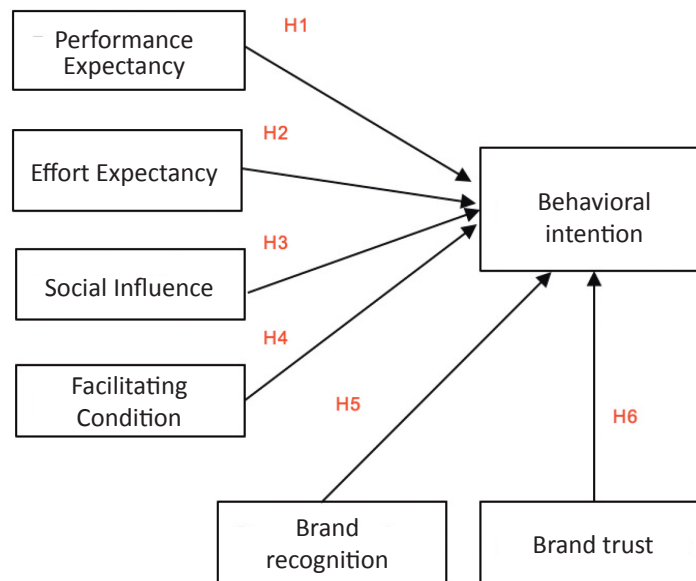 H1
Performance
Expectancy
H2
Effort Expectancy
Behavioral
intention
H3
Social Influence
H4
Facilitating
Condition
H5
H6
Brand
recognition
Brand trust